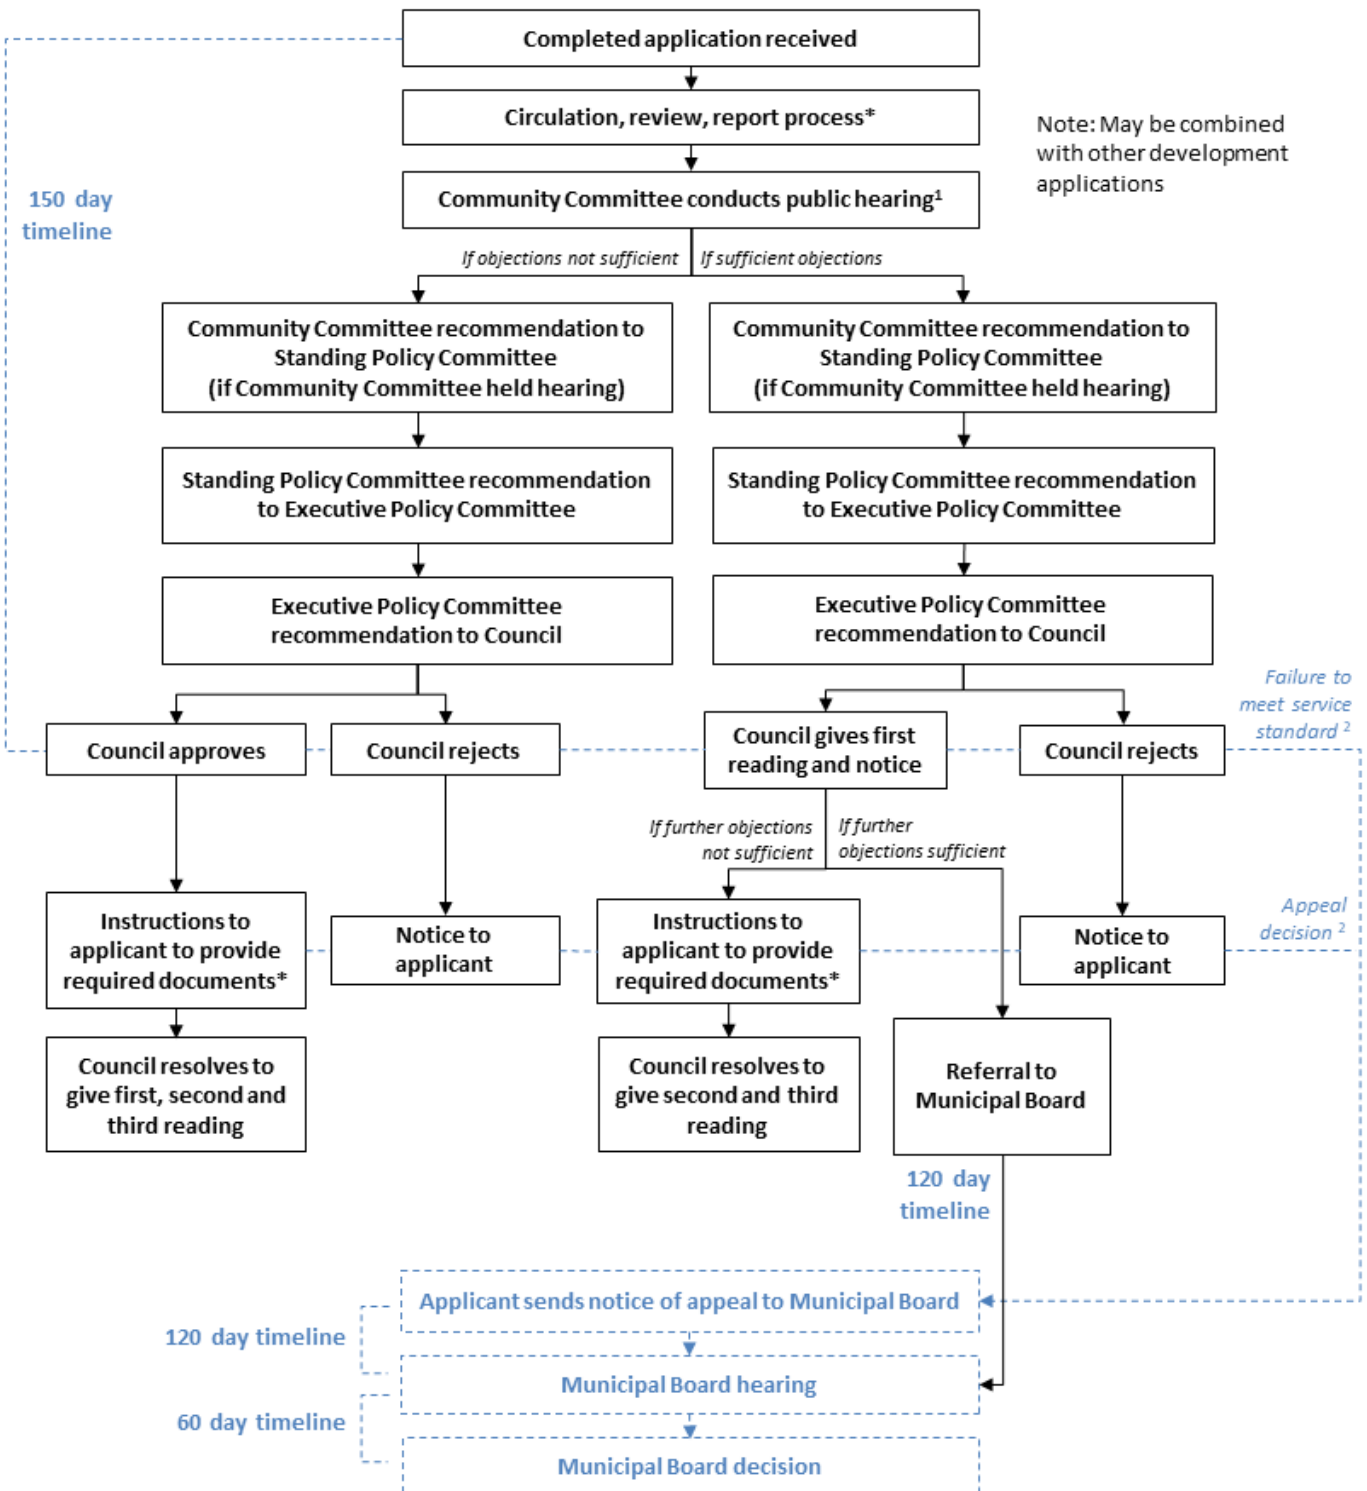 Completed application received
Circulation, review, report process*
Note: May be combined
with other development
applications
Community Committee conducts public hearing¹
150 day
timeline
If objections not sufficient
If sufficient objections
Community Committee recommendation to
Standing Policy Committee
(if Community Committee held hearing)
Community Committee recommendation to
Standing Policy Committee
(if Community Committee held hearing)
Standing Policy Committee recommendation
to Executive Policy Committee
Standing Policy Committee recommendation
to Executive Policy Committee
Executive Policy Committee
recommendation to Council
Executive Policy Committee
recommendation to Council
Failure to
meet service
standard ²
Council approves
Council rejects
Council gives first
reading and notice
Council rejects
If further objections
not sufficient
If further
objections sufficient
Instructions to
applicant to provide
required documents*
Notice to
applicant
Instructions to
applicant to provide
required documents*
Notice to
applicant
Appeal
decision ²
Council resolves to
give first, second and
third reading
Council resolves to
give second and third
reading
Referral to
Municipal Board
120 day
timeline
Applicant sends notice of appeal to Municipal Board
120 day timeline
Municipal Board hearing
60 day timeline
Municipal Board decision